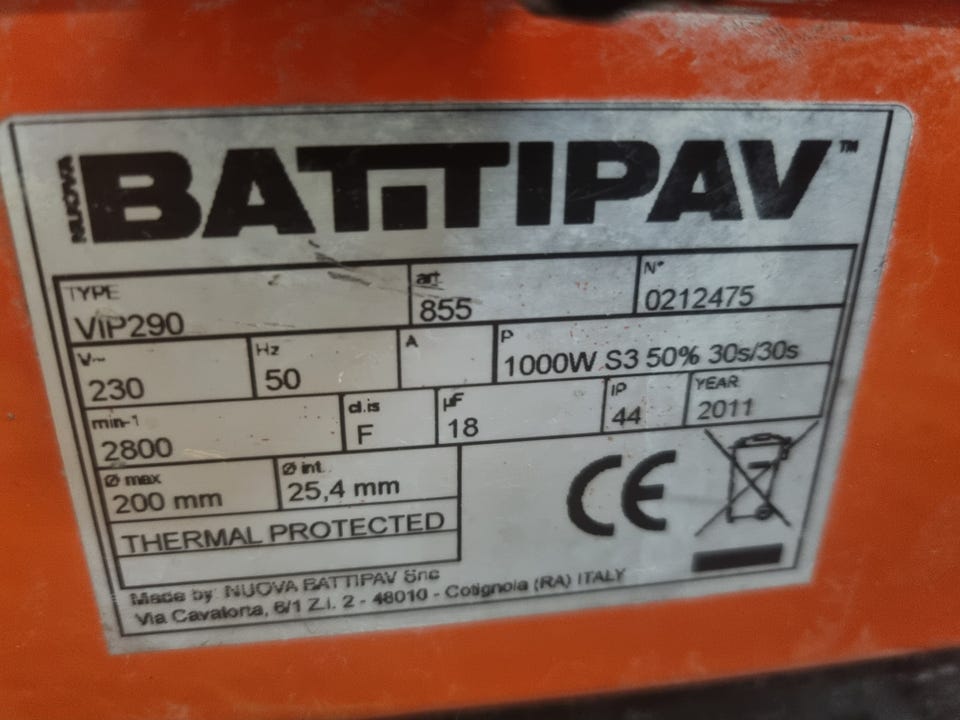 NUOVA BATTIPAV™
TYPE art N°
VIP290 855 0212475
V~ Hz A P
230 50 1000W S3 50% 30s/30s
min-1 cl.is µF IP YEAR
2800 F 18 44 2011
Ø max Ø int.
200 mm 25,4 mm
THERMAL PROTECTED
CE
Made by NUOVA BATTIPAV Snc
Via Cavalorta, 6/1 Z.I. 2 - 48010 - Cotignola (RA) ITALY